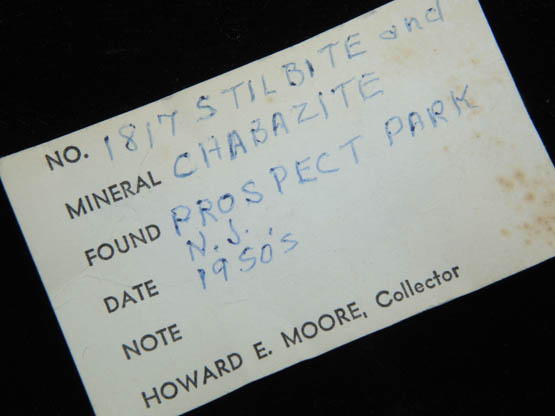 NO. 1817 STILBITE and
MINERAL CHABAZITE
FOUND PROSPECT PARK
N.J.
DATE 1950's
NOTE
HOWARD E. MOORE, Collector